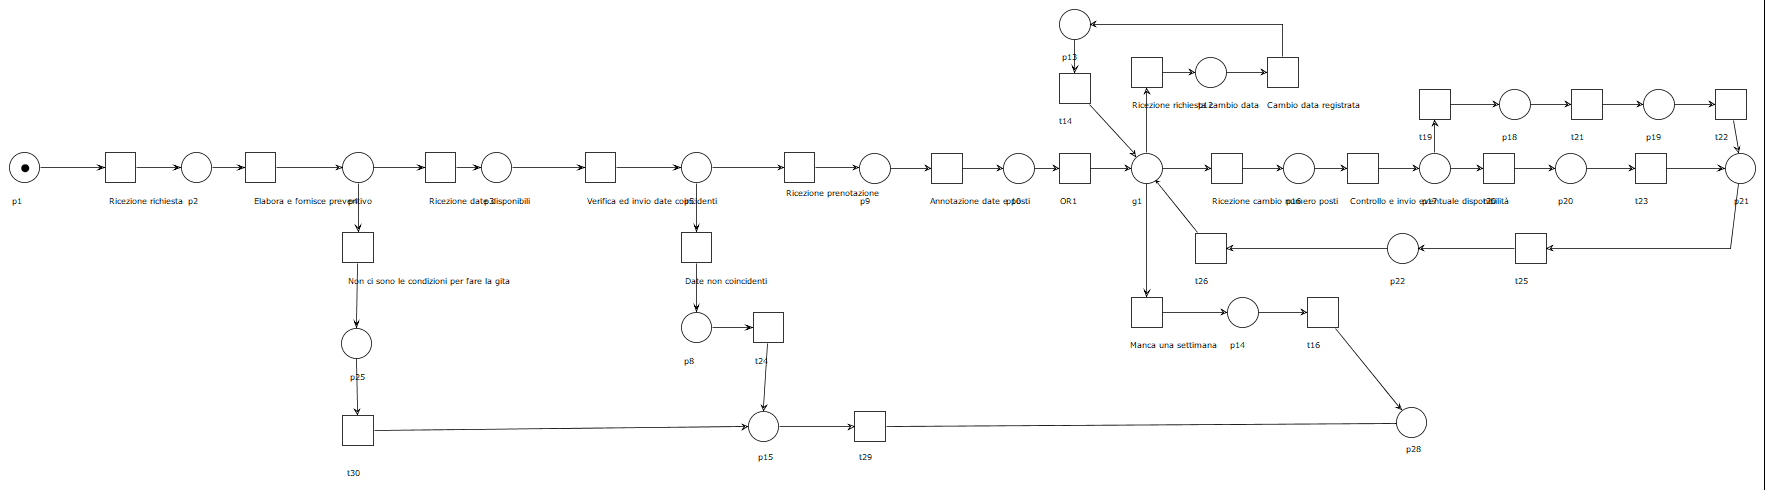 p13
Ricezione richiesta cambio data
p12
Cambio data registrata
t14
t19
p18
t21
p19
t22
p1
Ricezione richiesta
p2
Elabora e fornisce preventivo
p4
Ricezione date disponibili
p3
Verifica ed invio date coincidenti
p5
Ricezione prenotazione
p9
Annotazione date e posti
p10
OR1
g1
Ricezione cambio numero posti
p16
Controllo e invio eventuale disponibilità
p17
t20
p20
t23
p21
Non ci sono le condizioni per fare la gita
Date non coincidenti
t26
p22
t25
Manca una settimana
p14
t16
p8
t24
p25
p15
t29
p28
t30